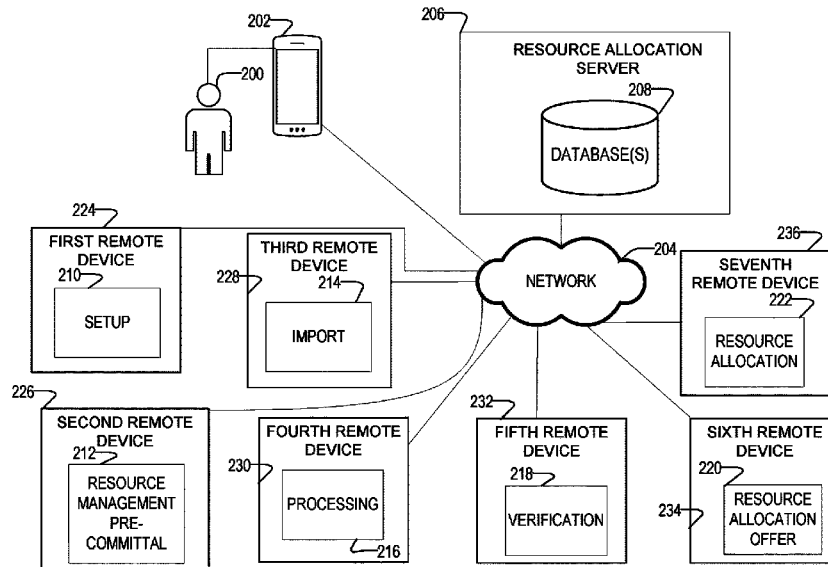 202
200
206
RESOURCE ALLOCATION
SERVER
208
DATABASE(S)
224
FIRST REMOTE
DEVICE
210
SETUP
THIRD REMOTE
DEVICE
228
214
IMPORT
204
NETWORK
236
SEVENTH
REMOTE DEVICE
222
RESOURCE
ALLOCATION
226
SECOND REMOTE
DEVICE
212
RESOURCE
MANAGEMENT
PRE-
COMMITTAL
FOURTH REMOTE
DEVICE
230
PROCESSING
216
232
FIFTH REMOTE
DEVICE
218
VERIFICATION
SIXTH REMOTE
DEVICE
220
234
RESOURCE
ALLOCATION
OFFER